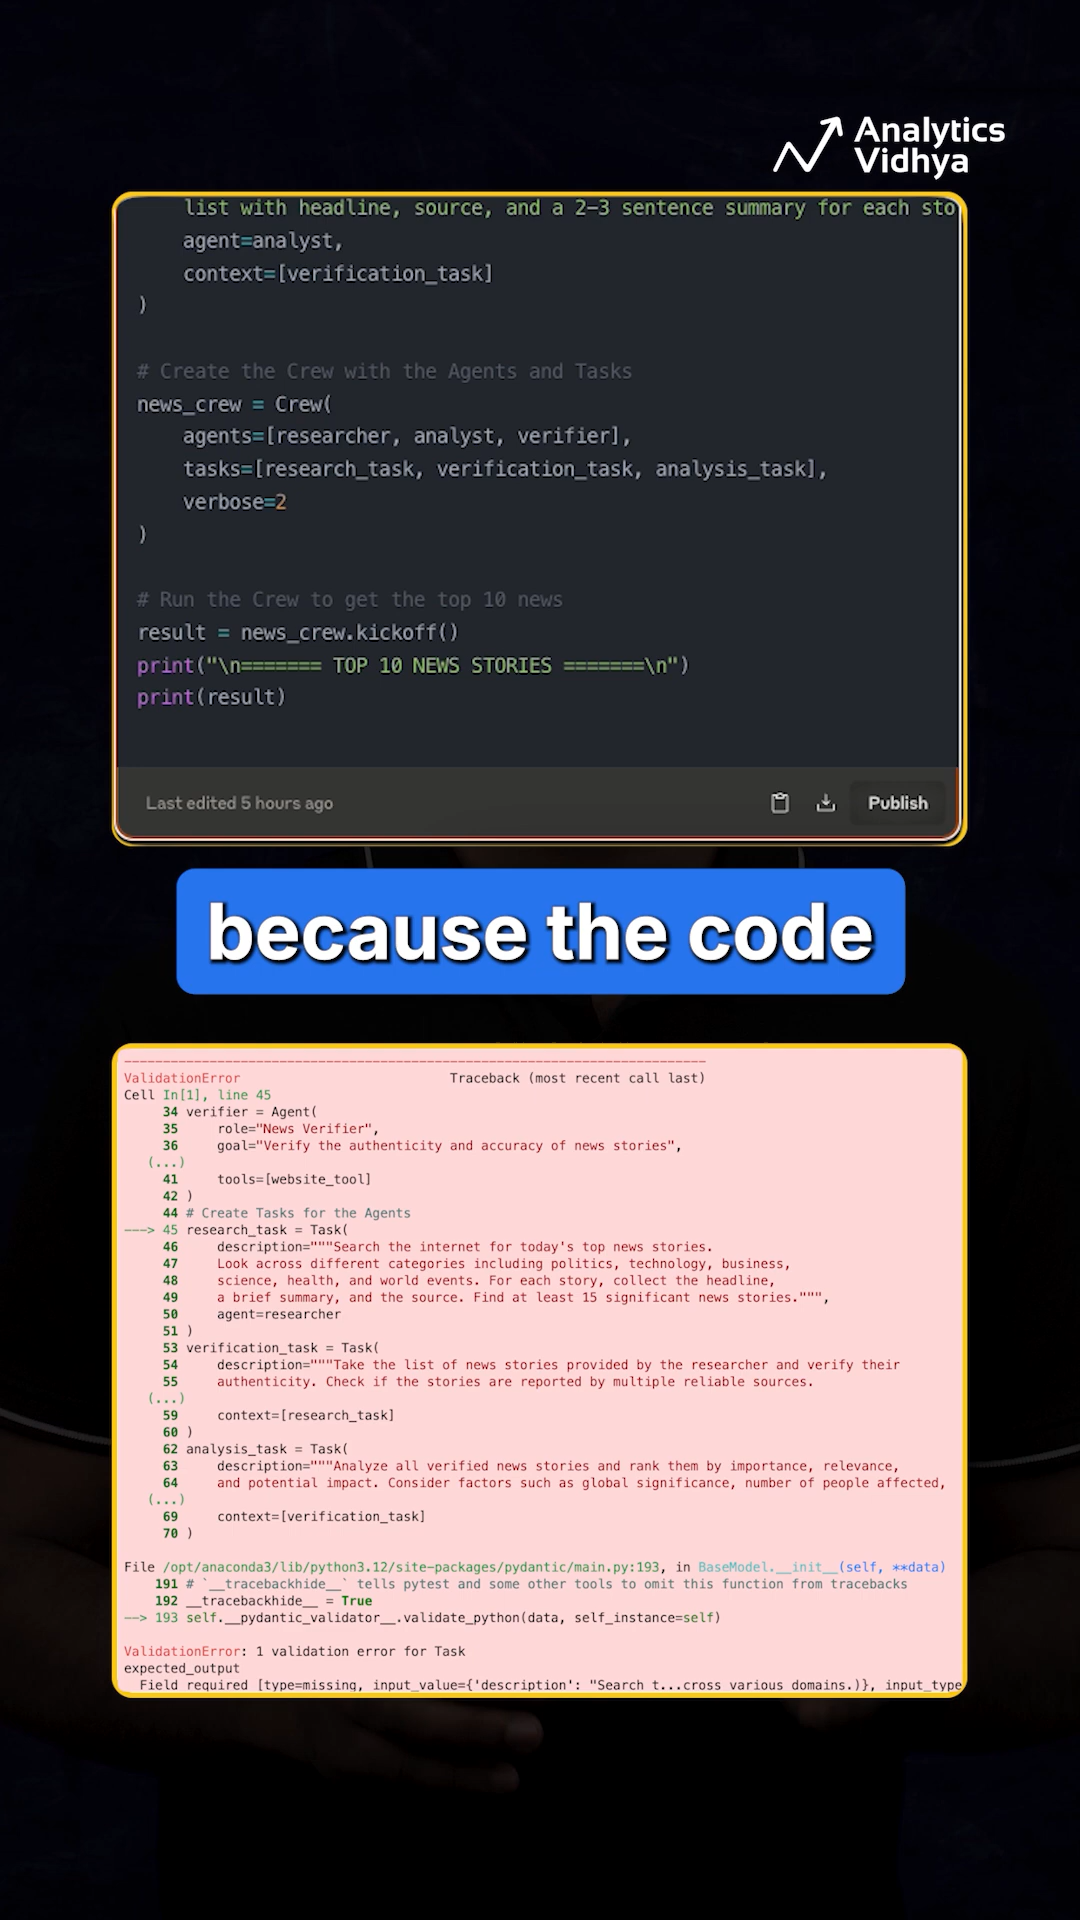 Analytics
Vidhya
list with headline, source, and a 2-3 sentence summary for each sto
agent=analyst,
context=[verification_task]
)
# Create the Crew with the Agents and Tasks
news_crew = Crew(
agents=[researcher, analyst, verifier],
tasks=[research_task, verification_task, analysis_task],
verbose=2
)
# Run the Crew to get the top 10 news
result = news_crew.kickoff()
print("\n======= TOP 10 NEWS STORIES =======\n")
print(result)
Last edited 5 hours ago
Publish
because the code
ValidationError Traceback (most recent call last)
Cell In[1], line 45
34 verifier = Agent(
35 role="News Verifier",
36 goal="Verify the authenticity and accuracy of news stories",
(...)
41 tools=[website_tool]
42 )
44 # Create Tasks for the Agents
---> 45 research_task = Task(
46 description="""Search the internet for today's top news stories.
47 Look across different categories including politics, technology, business,
48 science, health, and world events. For each story, collect the headline,
49 a brief summary, and the source. Find at least 15 significant news stories.""",
50 agent=researcher
51 )
53 verification_task = Task(
54 description="""Take the list of news stories provided by the researcher and verify their
55 authenticity. Check if the stories are reported by multiple reliable sources.
(...)
59 context=[research_task]
60 )
62 analysis_task = Task(
63 description="""Analyze all verified news stories and rank them by importance, relevance,
64 and potential impact. Consider factors such as global significance, number of people affected,
(...)
69 context=[verification_task]
70 )
File /opt/anaconda3/lib/python3.12/site-packages/pydantic/main.py:193, in BaseModel.__init__(self, **data)
191 # `__tracebackhide__` tells pytest and some other tools to omit this function from tracebacks
192 __tracebackhide__ = True
--> 193 self.__pydantic_validator__.validate_python(data, self_instance=self)
ValidationError: 1 validation error for Task
expected_output
Field required [type=missing, input_value={'description': "Search t...cross various domains.)}, input_type